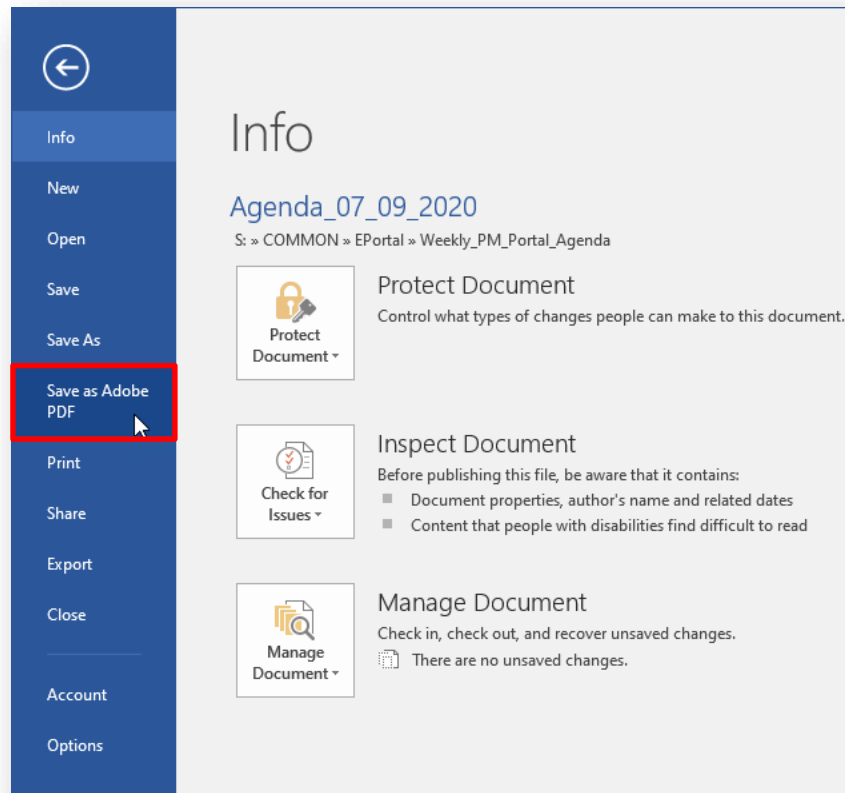 Info
New
Open
Save
Save As
Save as Adobe
PDF
Print
Share
Export
Close
Account
Options
Info
Agenda_07_09_2020
S: » COMMON » EPortal » Weekly_PM_Portal_Agenda
Protect
Document
Protect Document
Control what types of changes people can make to this document.
Check for
Issues
Inspect Document
Before publishing this file, be aware that it contains:
Document properties, author's name and related dates
Content that people with disabilities find difficult to read
Manage
Document
Manage Document
Check in, check out, and recover unsaved changes.
There are no unsaved changes.